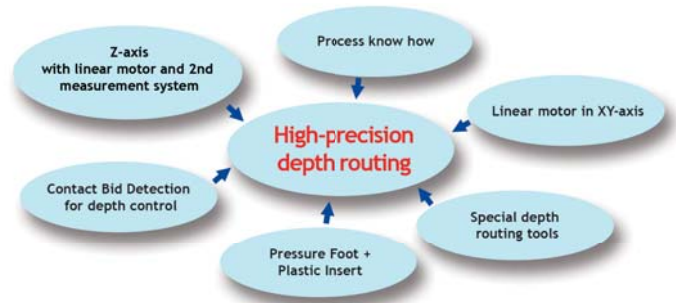 Process know how
Z-axis
with linear motor and 2nd
measurement system
Linear motor in XY-axis
High-precision
depth routing
Contact Bid Detection
for depth control
Special depth
routing tools
Pressure Foot +
Plastic Insert